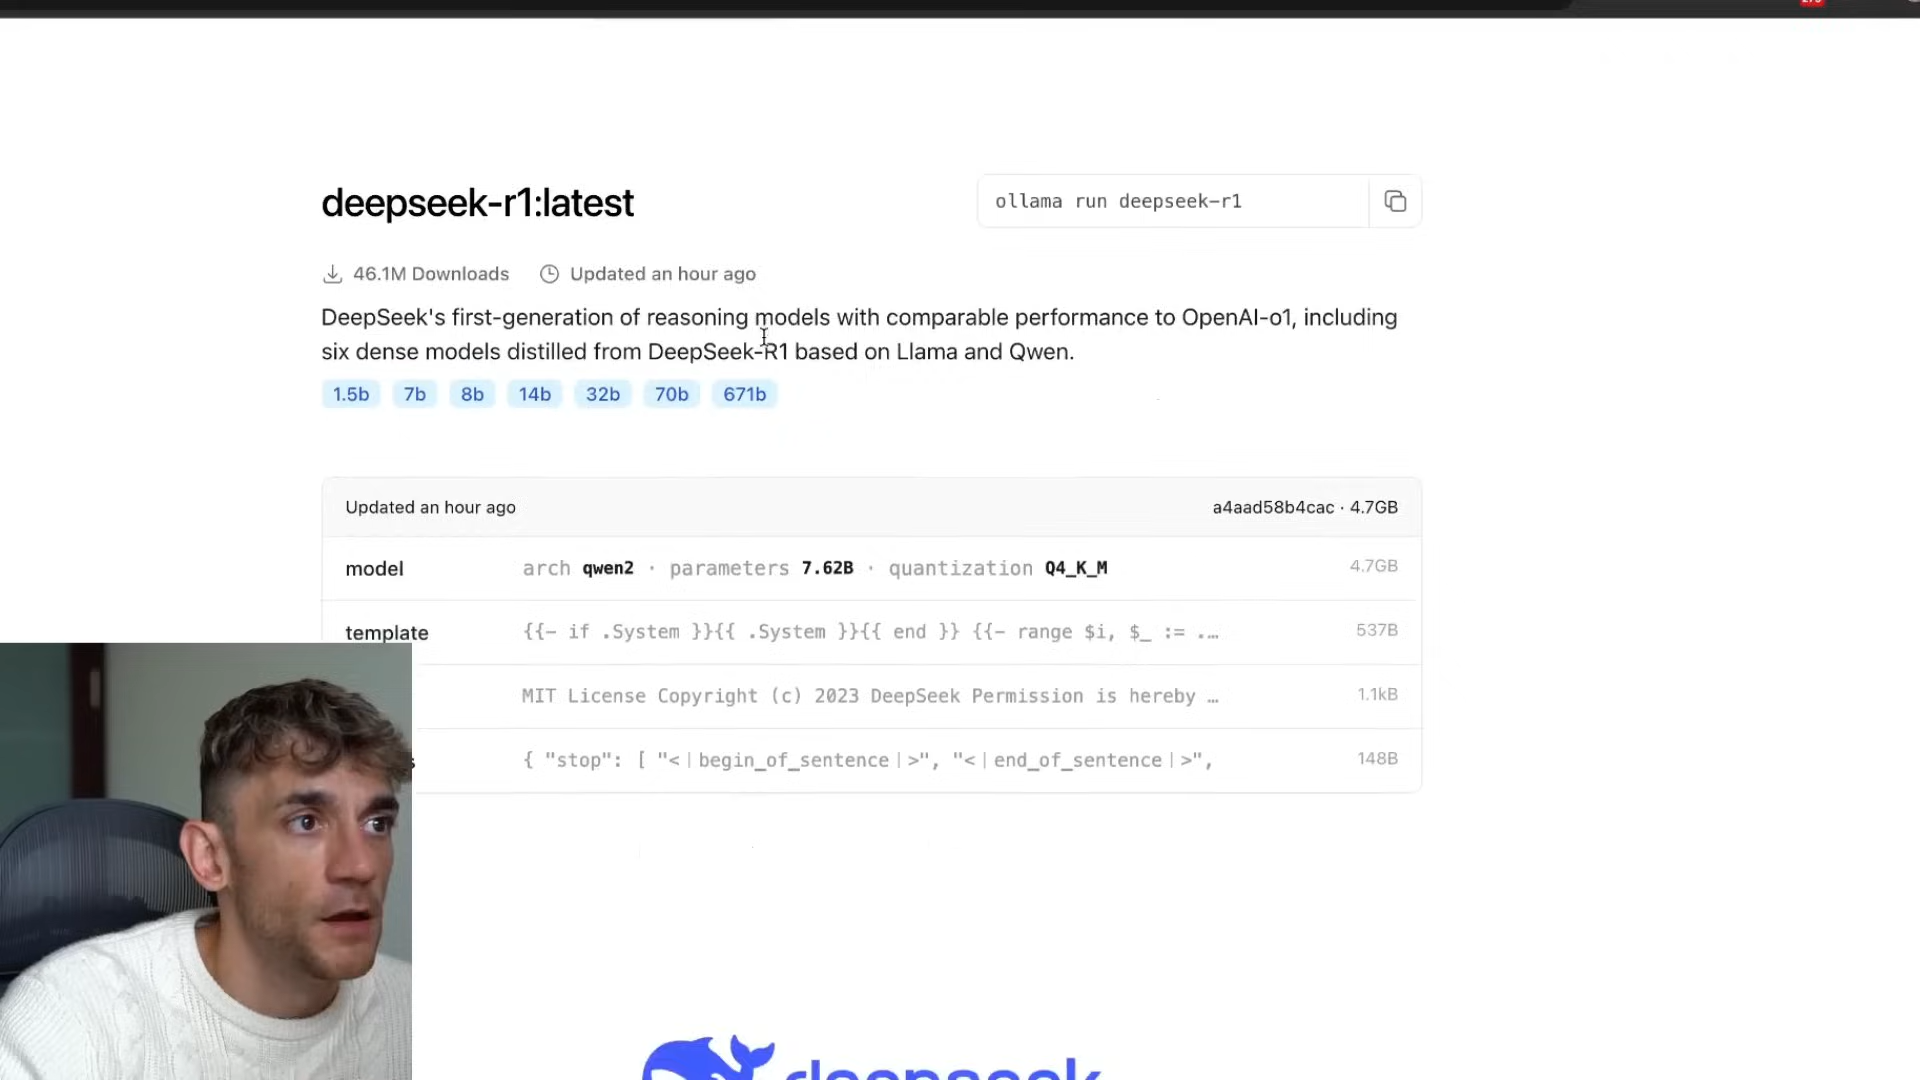 deepseek-r1:latest
ollama run deepseek-r1
46.1M Downloads Updated an hour ago
DeepSeek's first-generation of reasoning models with comparable performance to OpenAI-o1, including
six dense models distilled from DeepSeek-R1 based on Llama and Qwen.
1.5b 7b 8b 14b 32b 70b 671b
Updated an hour ago a4aad58b4cac · 4.7GB
model arch qwen2 · parameters 7.62B · quantization Q4_K_M 4.7GB
template {{- if .System }}{{ .System }}{{ end }} {{- range $i, $_ := .… 537B
MIT License Copyright (c) 2023 DeepSeek Permission is hereby … 1.1kB
{ "stop": [ "<｜begin_of_sentence｜>", "<｜end_of_sentence｜>", 148B
deepseek